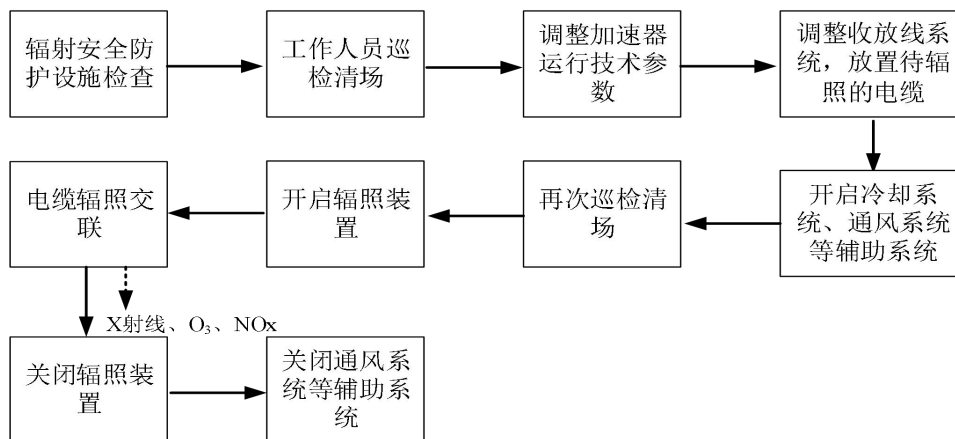 辐射安全防
护设施检查
工作人员巡
检清场
调整加速器
运行技术参
数
调整收放线系
统，放置待辐
照的电缆
开启冷却系
统、通风系统
等辅助系统
再次巡检清
场
开启辐照装
置
电缆辐照交
联
X射线、O₃、NOx
关闭辐照装
置
关闭通风系
统等辅助系
统